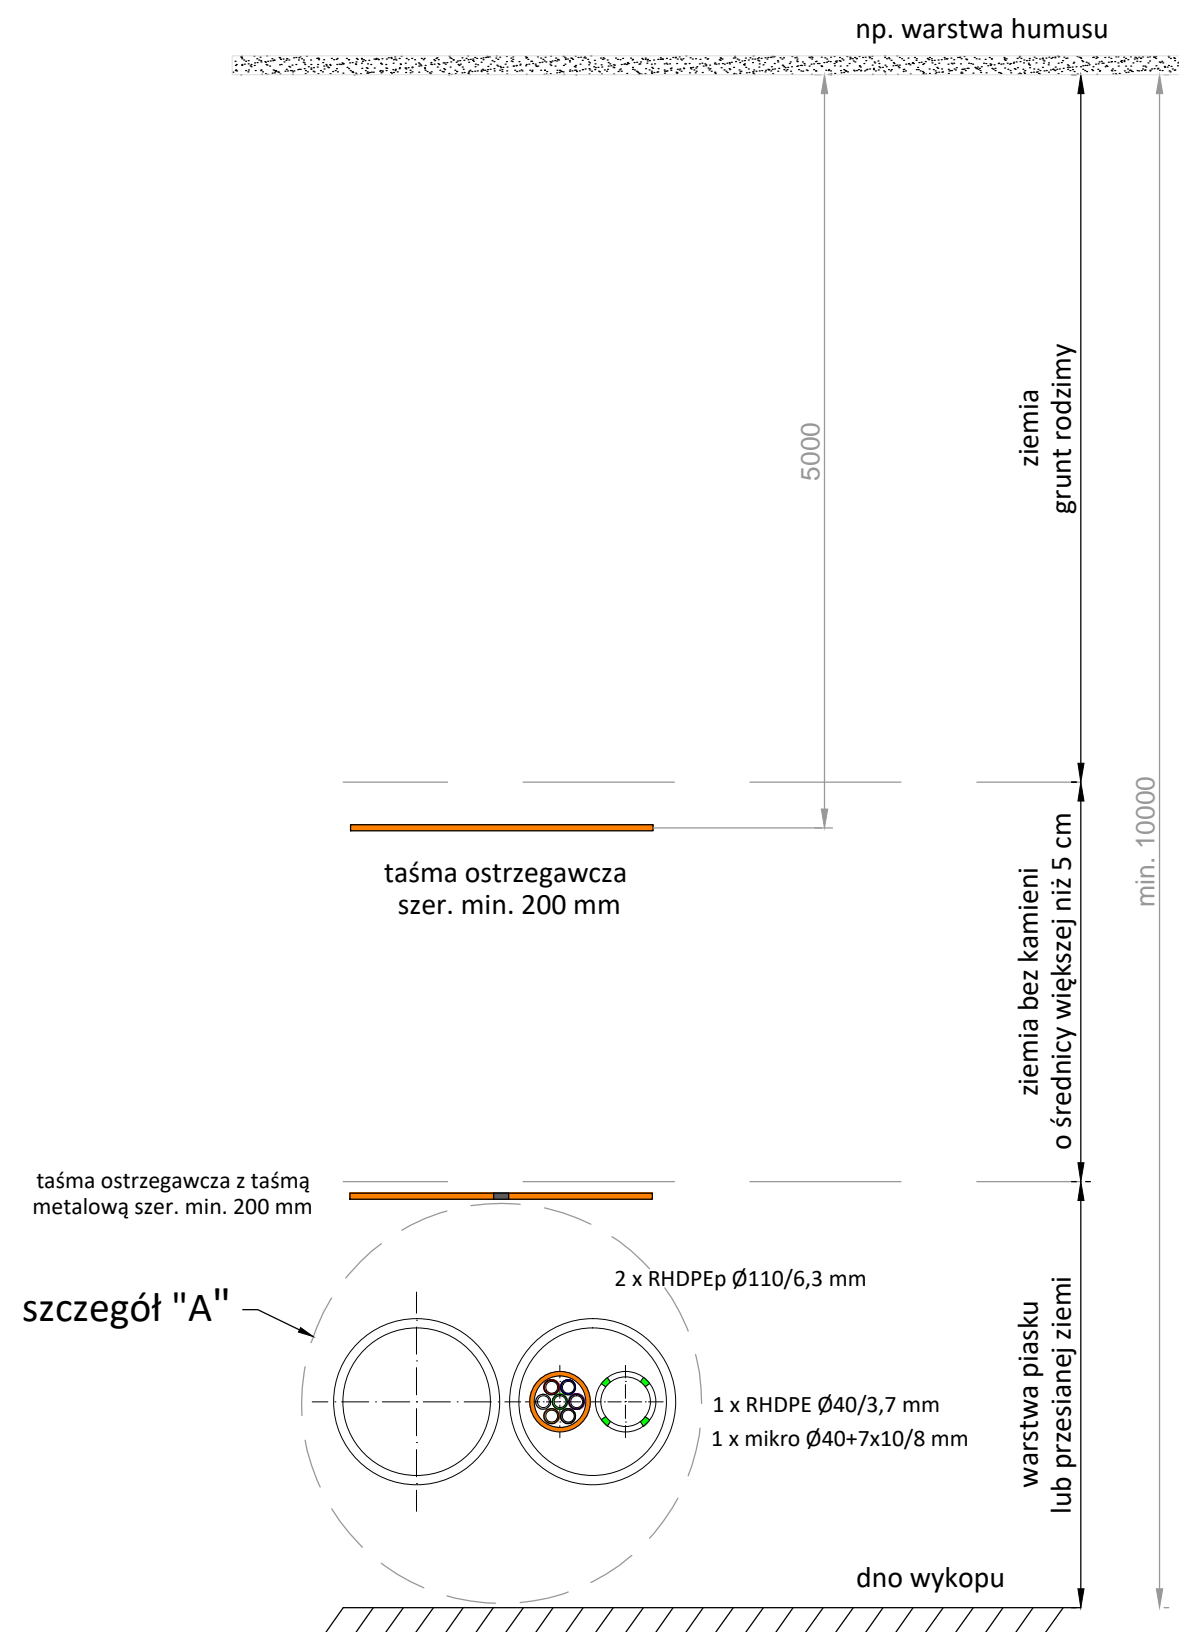 np. warstwa humusu
5000
ziemia
grunt rodzimy
min. 10000
taśma ostrzegawcza
szer. min. 200 mm
ziemia bez kamieni
o średnicy większej niż 5 cm
taśma ostrzegawcza z taśmą
metalową szer. min. 200 mm
2 x RHDPEp Ø110/6,3 mm
szczegół "A"
1 x RHDPE Ø40/3,7 mm
1 x mikro Ø40+7x10/8 mm
warstwa piasku
lub przesianej ziemi
dno wykopu